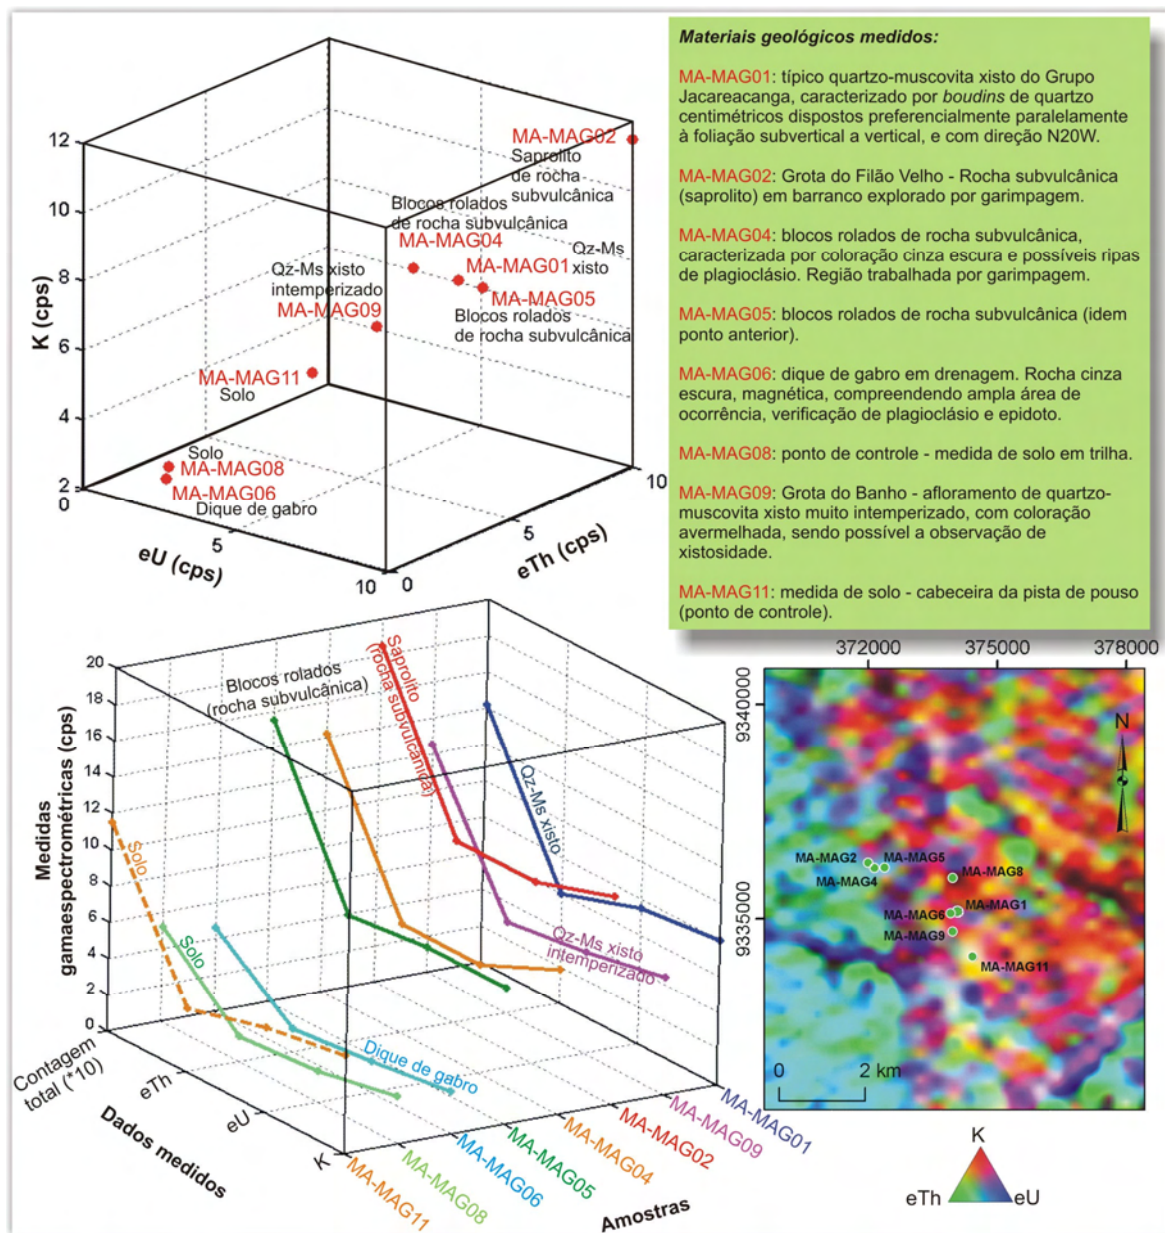 12
10
8
6
4
2
0
K (cps)
5
10
eU (cps)
0
5
10
eTh (cps)
MA-MAG02
Saprolito
de rocha
subvulcânica
Blocos rolados
de rocha subvulcânica
MA-MAG04
Qz-Ms
xisto
MA-MAG01
Qz-Ms xisto
intemperizado
MA-MAG09
MA-MAG05
Blocos rolados
de rocha subvulcânica
MA-MAG11
Solo
Solo
MA-MAG08
MA-MAG06
Dique de gabro
Materiais geológicos medidos:
MA-MAG01: típico quartzo-muscovita xisto do Grupo
Jacareacanga, caracterizado por boudins de quartzo
centimétricos dispostos preferencialmente paralelamente
à foliação subvertical a vertical, e com direção N20W.
MA-MAG02: Grota do Filão Velho - Rocha subvulcânica
(saprolito) em barranco explorado por garimpagem.
MA-MAG04: blocos rolados de rocha subvulcânica,
caracterizada por coloração cinza escura e possíveis ripas
de plagioclásio. Região trabalhada por garimpagem.
MA-MAG05: blocos rolados de rocha subvulcânica (idem
ponto anterior).
MA-MAG06: dique de gabro em drenagem. Rocha cinza
escura, magnética, compreendendo ampla área de
ocorrência, verificação de plagioclásio e epidoto.
MA-MAG08: ponto de controle - medida de solo em trilha.
MA-MAG09: Grota do Banho - afloramento de quartzo-
muscovita xisto muito intemperizado, com coloração
avermelhada, sendo possível a observação de
xistosidade.
MA-MAG11: medida de solo - cabeceira da pista de pouso
(ponto de controle).
20
18
16
14
12
10
8
6
4
2
0
Medidas
gamaespectrométricas (cps)
Blocos rolados
(rocha subvulcânica)
Saprolito
(rocha subvulcânica)
Qz-Ms xisto
Qz-Ms xisto
intemperizado
Solo
Solo
Dique de gabro
Contagem
total (*10)
eTh
eU
K
Dados medidos
MA-MAG11
MA-MAG08
MA-MAG06
MA-MAG05
MA-MAG04
MA-MAG02
MA-MAG09
MA-MAG01
Amostras
372000
375000
378000
9340000
9335000
N
MA-MAG2
MA-MAG5
MA-MAG4
MA-MAG8
MA-MAG1
MA-MAG6
MA-MAG9
MA-MAG11
0
2 km
K
eTh
eU